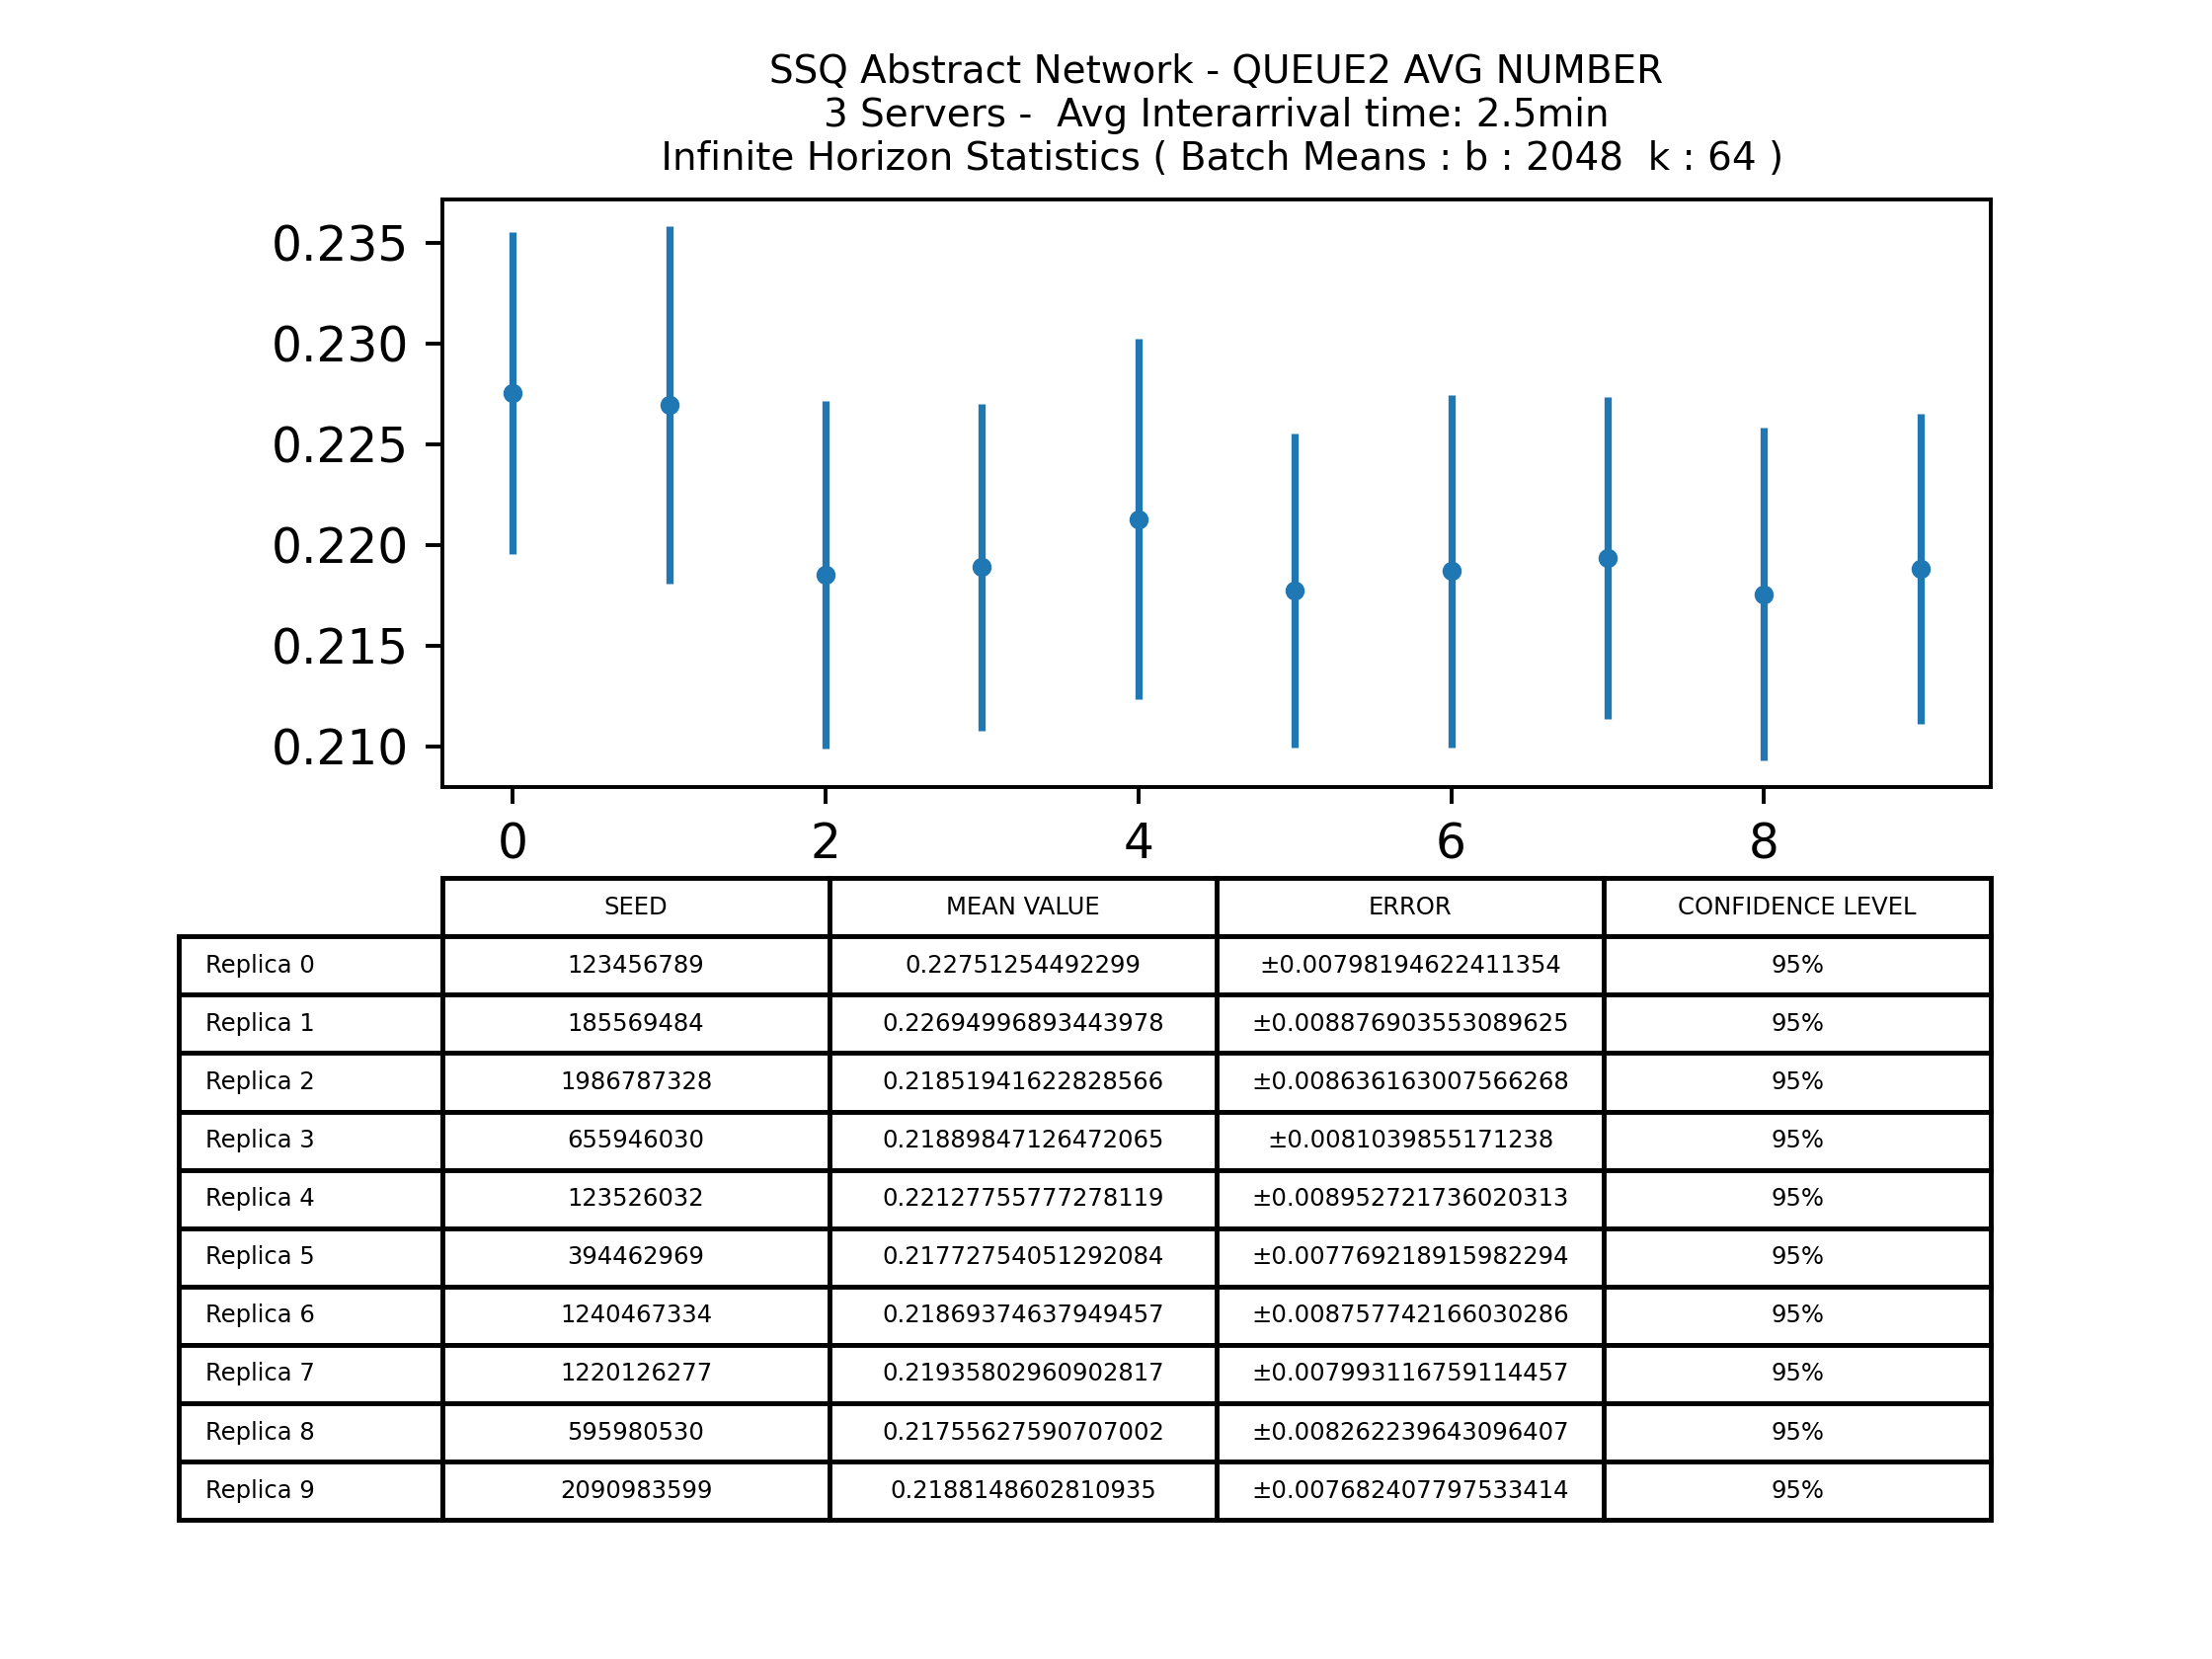 SSQ Abstract Network - QUEUE2 AVG NUMBER
3 Servers -  Avg Interarrival time: 2.5min
Infinite Horizon Statistics ( Batch Means : b : 2048  k : 64 )
0.235
0.230
0.225
0.220
0.215
0.210
0 2 4 6 8
SEED MEAN VALUE ERROR CONFIDENCE LEVEL
Replica 0 123456789 0.22751254492299 ±0.00798194622411354 95%
Replica 1 185569484 0.22694996893443978 ±0.008876903553089625 95%
Replica 2 1986787328 0.21851941622828566 ±0.008636163007566268 95%
Replica 3 655946030 0.21889847126472065 ±0.0081039855171238 95%
Replica 4 123526032 0.22127755777278119 ±0.008952721736020313 95%
Replica 5 394462969 0.21772754051292084 ±0.007769218915982294 95%
Replica 6 1240467334 0.21869374637949457 ±0.008757742166030286 95%
Replica 7 1220126277 0.21935802960902817 ±0.007993116759114457 95%
Replica 8 595980530 0.21755627590707002 ±0.008262239643096407 95%
Replica 9 2090983599 0.2188148602810935 ±0.007682407797533414 95%